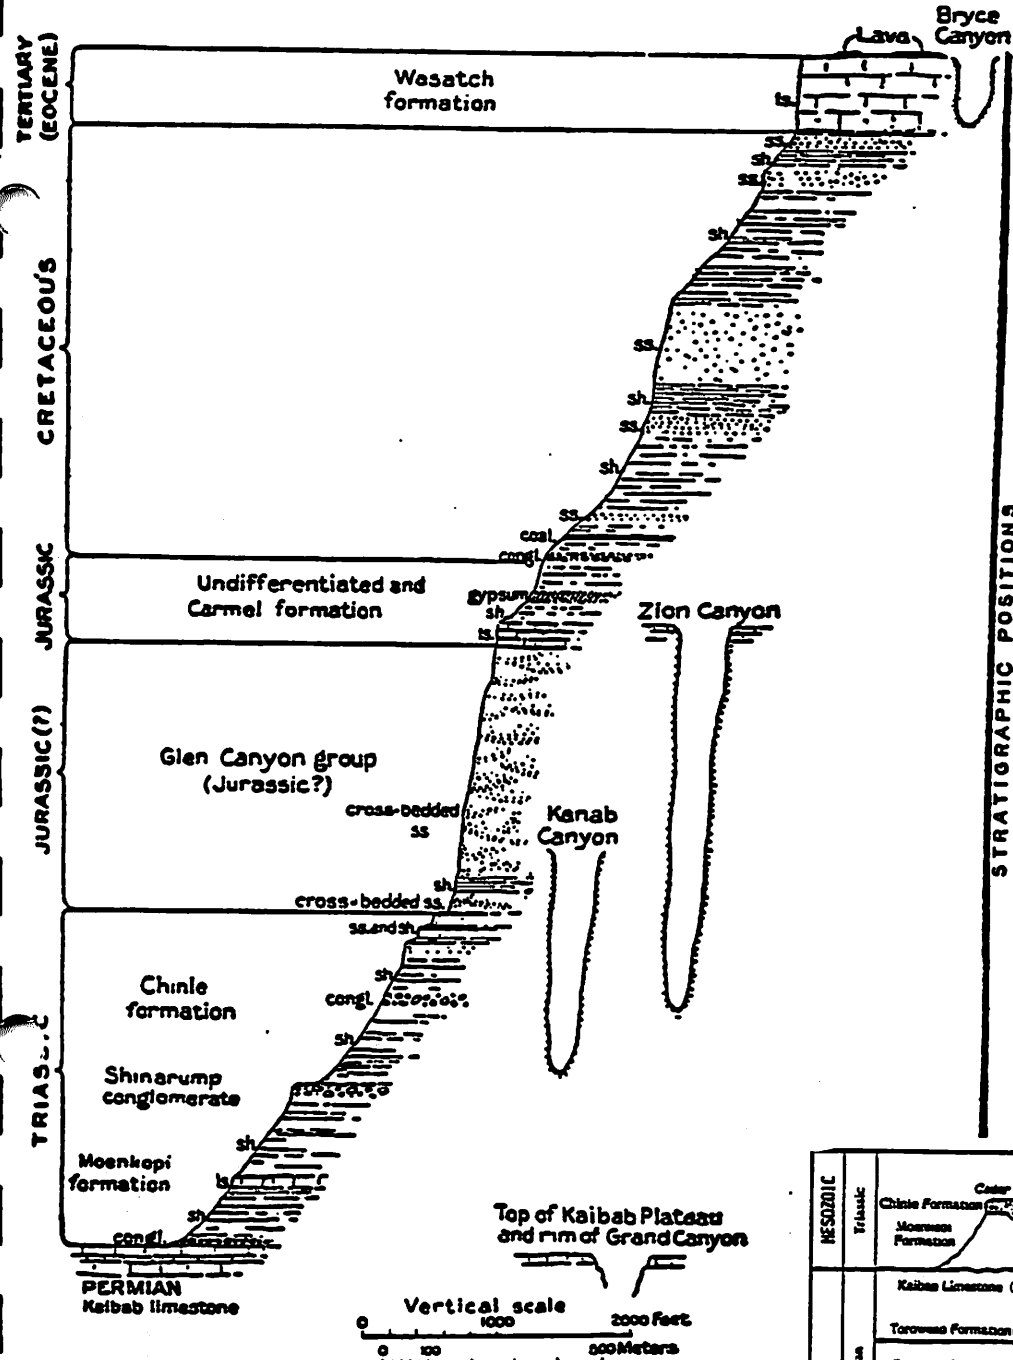 Bryce
Canyon
Lava
TERTIARY
(EOCENE)
Wasatch
formation
ls.
ss.
sh.
ss.
sh.
CRETACEOUS
ss.
sh.
ss.
sh.
ss.
coal
congl.
JURASSIC
Undifferentiated and
Carmel formation
gypsum
sh.
ls.
Zion Canyon
STRATIGRAPHIC POSITIONS
JURASSIC(?)
Glen Canyon group
(Jurassic?)
cross-bedded
ss
Kanab
Canyon
sh.
cross-bedded ss.
ss. and sh.
TRIASSIC
Chinle
formation
sh.
congl.
sh.
Shinarump
conglomerate
sh.
Moenkopi
formation
ls.
sh.
congl.
PERMIAN
Kaibab limestone
Top of Kaibab Plateau
and rim of Grand Canyon
Vertical scale
0 1000 2000 Feet
0 100 600 Meters
MESOZOIC
Triassic
Chinle Formation
Cedar
Moenkopi
Formation
Kaibab Limestone (
Toroweap Formation